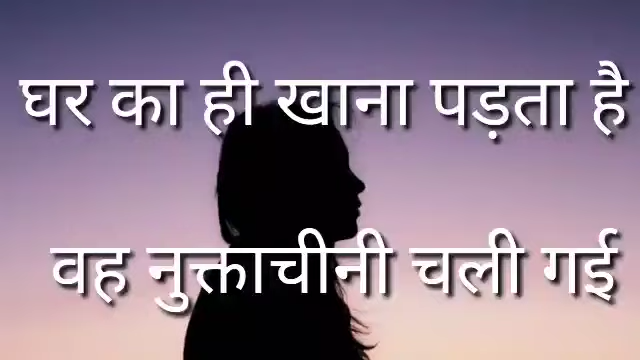 घर का ही खाना पड़ता है
वह नुक्ताचीनी चली गई